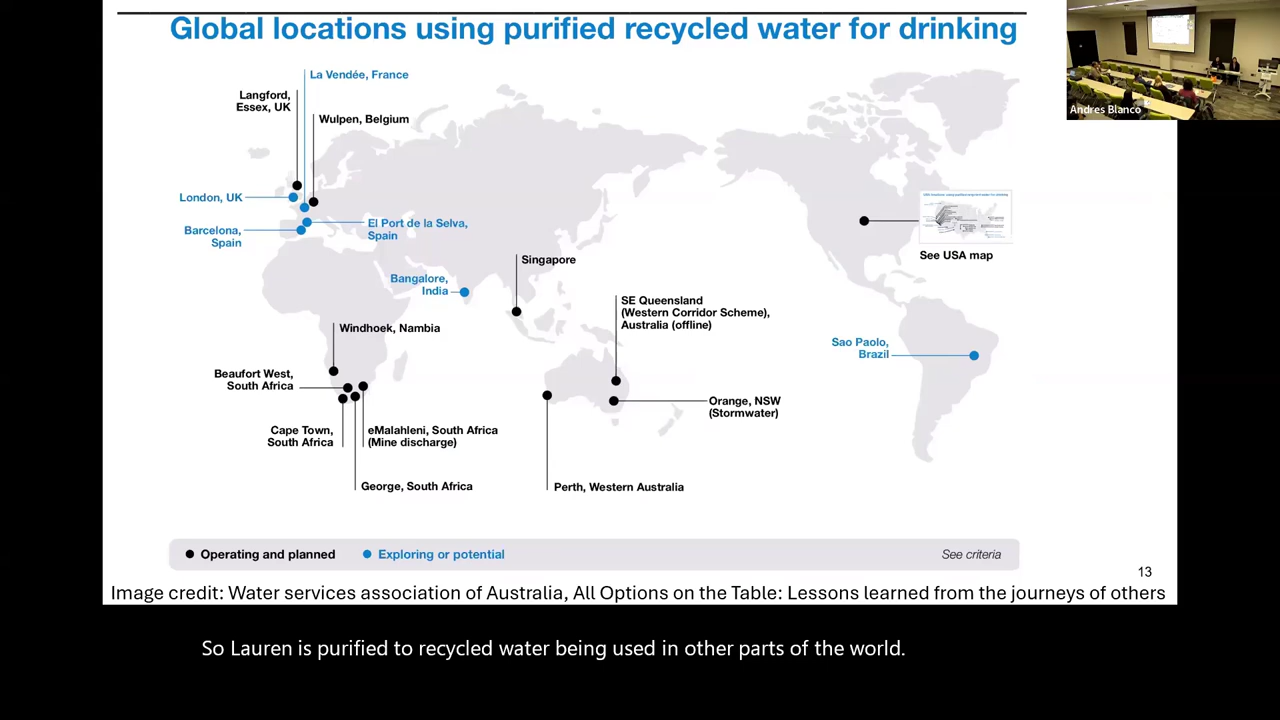 Global locations using purified recycled water for drinking
Andres Blanco
La Vendée, France
Langford,
Essex, UK
Wulpen, Belgium
London, UK
Barcelona,
Spain
El Port de la Selva,
Spain
See USA map
Singapore
Bangalore,
India
SE Queensland
(Western Corridor Scheme),
Australia (offline)
Windhoek, Nambia
Sao Paolo,
Brazil
Beaufort West,
South Africa
Orange, NSW
(Stormwater)
Cape Town,
South Africa
eMalahleni, South Africa
(Mine discharge)
George, South Africa
Perth, Western Australia
Operating and planned
Exploring or potential
See criteria
13
Image credit: Water services association of Australia, All Options on the Table: Lessons learned from the journeys of others
So Lauren is purified to recycled water being used in other parts of the world.